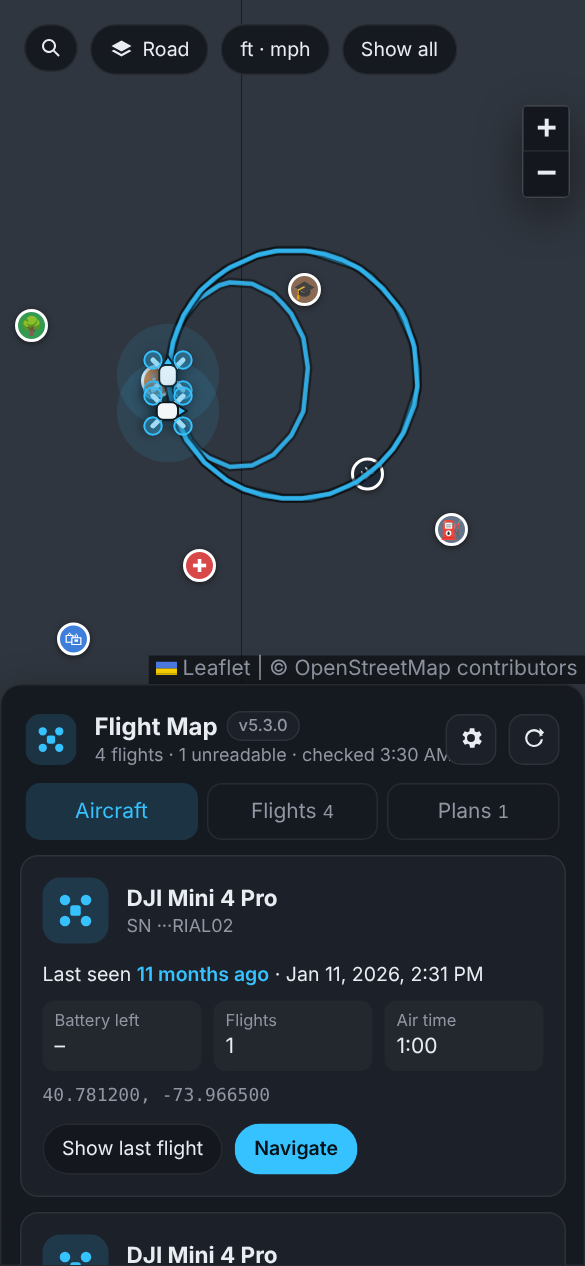 Road
ft · mph
Show all
+
−
Leaflet | © OpenStreetMap contributors
Flight Map v5.3.0
4 flights · 1 unreadable · checked 3:30 AM
Aircraft
Flights 4
Plans 1
DJI Mini 4 Pro
SN ···RIAL02
Last seen 11 months ago · Jan 11, 2026, 2:31 PM
Battery left
Flights
Air time
–
1
1:00
40.781200, -73.966500
Show last flight
Navigate
DJI Mini 4 Pro